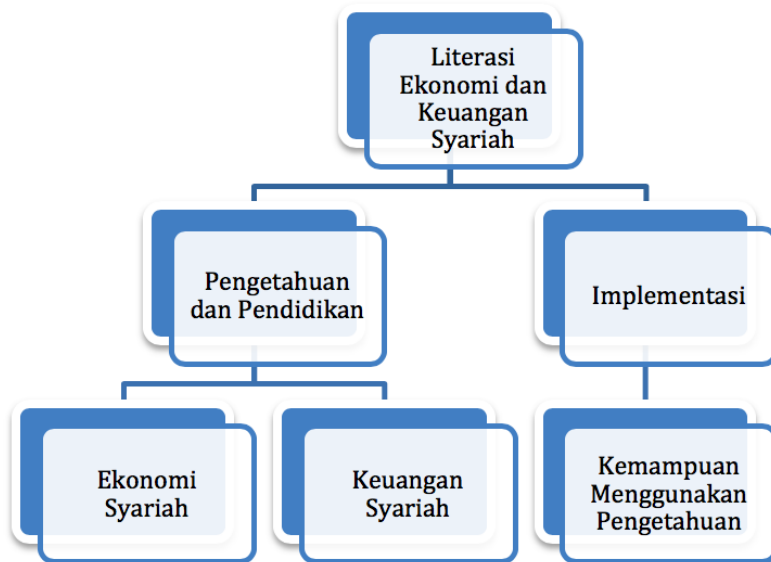 Literasi
Ekonomi dan
Keuangan
Syariah
Pengetahuan
dan Pendidikan
Implementasi
Ekonomi
Syariah
Keuangan
Syariah
Kemampuan
Menggunakan
Pengetahuan